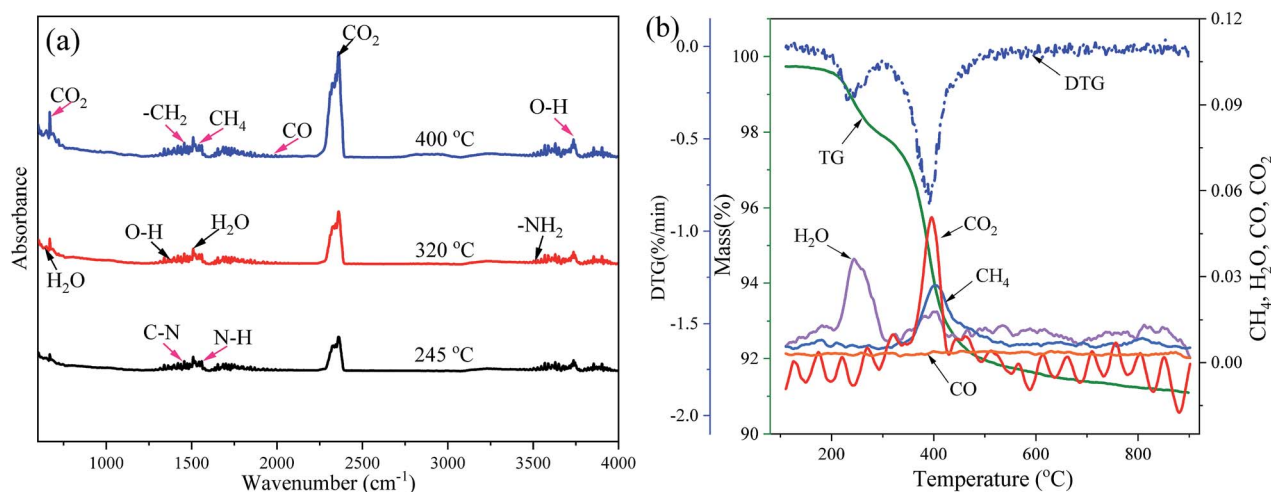 (a)
CO₂
CO₂
-CH₂
CH₄
CO
O-H
400 °C
O-H
H₂O
-NH₂
320 °C
H₂O
C-N
N-H
245 °C
Absorbance
1000 1500 2000 2500 3000 3500 4000
Wavenumber (cm⁻¹)
(b)
0.0
-0.5
-1.0
-1.5
-2.0
DTG(%/min)
100
98
96
94
92
90
Mass(%)
DTG
TG
H₂O
CO₂
CH₄
CO
0.12
0.09
0.06
0.03
0.00
CH₄, H₂O, CO, CO₂
200 400 600 800
Temperature (°C)